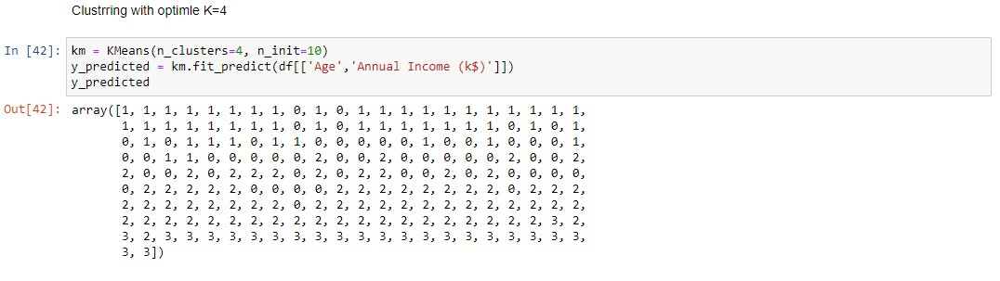 Clustrring with optimle K=4
In [42]: km = KMeans(n_clusters=4, n_init=10)
y_predicted = km.fit_predict(df[['Age','Annual Income (k$)']])
y_predicted
Out[42]: array([1, 1, 1, 1, 1, 1, 1, 1, 0, 1, 0, 1, 1, 1, 1, 1, 1, 1, 1, 1, 1, 1,
1, 1, 1, 1, 1, 1, 1, 1, 0, 1, 0, 1, 1, 1, 1, 1, 1, 1, 0, 1, 0, 1,
0, 1, 0, 1, 1, 1, 0, 1, 1, 0, 0, 0, 0, 0, 1, 0, 0, 1, 0, 0, 0, 1,
0, 0, 1, 1, 0, 0, 0, 0, 0, 2, 0, 0, 2, 0, 0, 0, 0, 0, 2, 0, 0, 2,
2, 0, 0, 2, 0, 2, 2, 2, 0, 2, 0, 2, 2, 0, 0, 2, 0, 2, 0, 0, 0, 0,
0, 2, 2, 2, 2, 2, 0, 0, 0, 0, 2, 2, 2, 2, 2, 2, 2, 2, 0, 2, 2, 2,
2, 2, 2, 2, 2, 2, 2, 2, 0, 2, 2, 2, 2, 2, 2, 2, 2, 2, 2, 2, 2, 2,
2, 2, 2, 2, 2, 2, 2, 2, 2, 2, 2, 2, 2, 2, 2, 2, 2, 2, 2, 2, 3, 2,
3, 2, 3, 3, 3, 3, 3, 3, 3, 3, 3, 3, 3, 3, 3, 3, 3, 3, 3, 3, 3, 3,
3, 3])